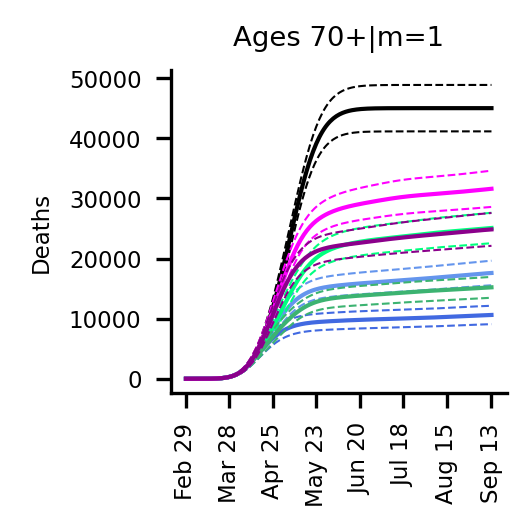 Ages 70+|m=1
Deaths
50000
40000
30000
20000
10000
0
Feb 29
Mar 28
Apr 25
May 23
Jun 20
Jul 18
Aug 15
Sep 13